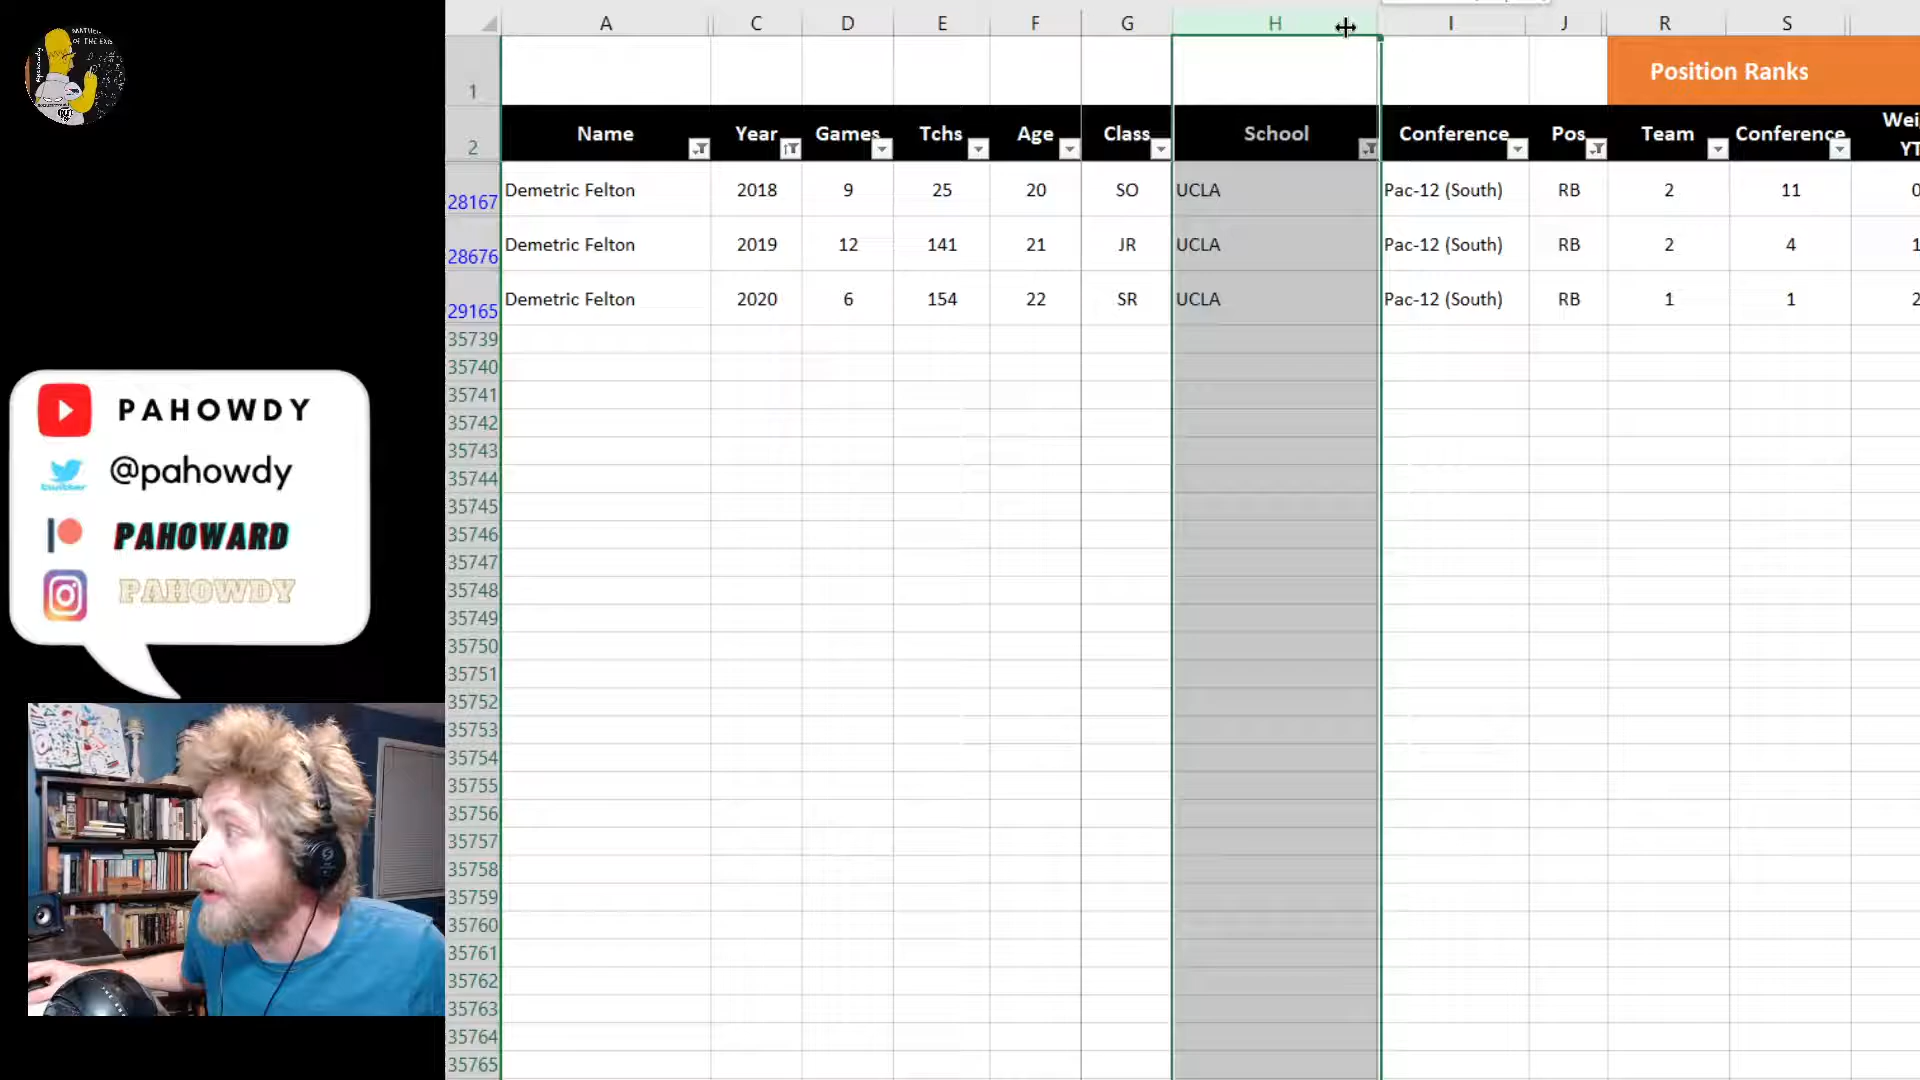 A C D E F G H I J R S
1 Position Ranks
2 Name Year Games Tchs Age Class School Conference Pos Team Conference
28167 Demetric Felton 2018 9 25 20 SO UCLA Pac-12 (South) RB 2 11
28676 Demetric Felton 2019 12 141 21 JR UCLA Pac-12 (South) RB 2 4
29165 Demetric Felton 2020 6 154 22 SR UCLA Pac-12 (South) RB 1 1
35739
35740
35741
35742
35743
35744
35745
35746
35747
35748
35749
35750
35751
35752
35753
35754
35755
35756
35757
35758
35759
35760
35761
35762
35763
35764
35765
PAHOWDY
@pahowdy
PAHOWARD
PAHOWDY